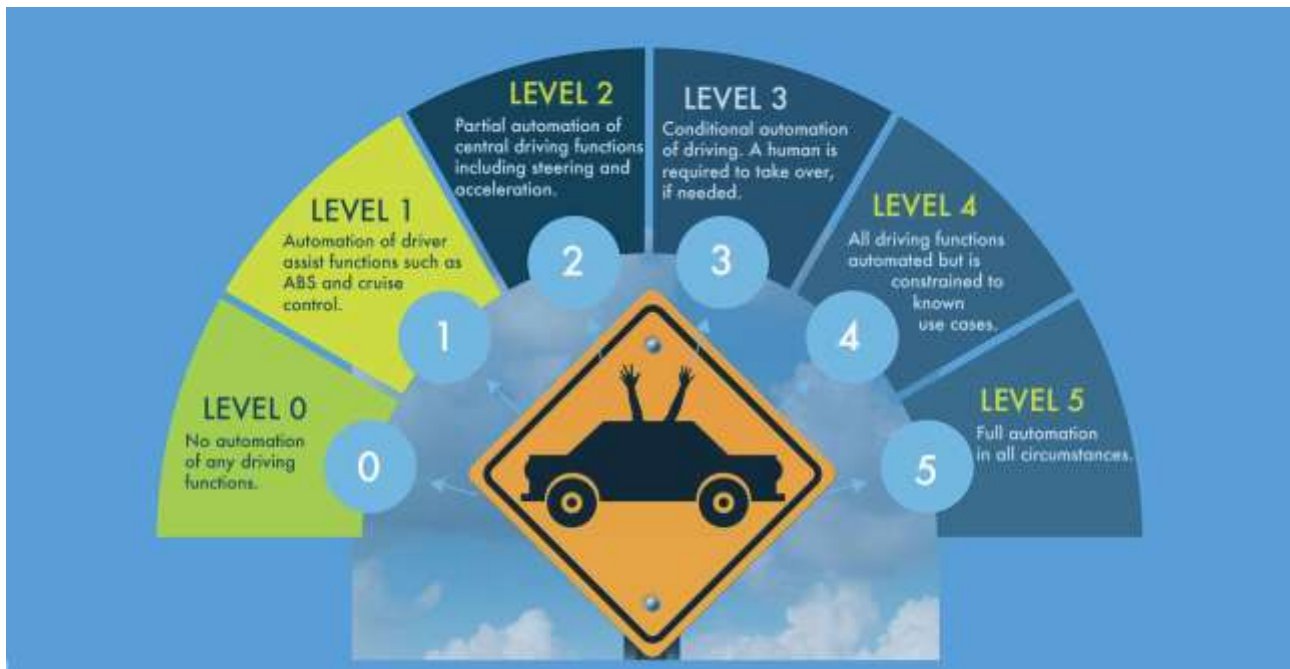 LEVEL 0
No automation
of any driving
functions.
0
LEVEL 1
Automation of driver
assist functions such as
ABS and cruise
control.
1
LEVEL 2
Partial automation of
central driving functions
including steering and
acceleration.
2
LEVEL 3
Conditional automation
of driving. A human is
required to take over,
if needed.
3
LEVEL 4
All driving functions
automated but is
constrained to
known
use cases.
4
LEVEL 5
Full automation
in all circumstances.
5